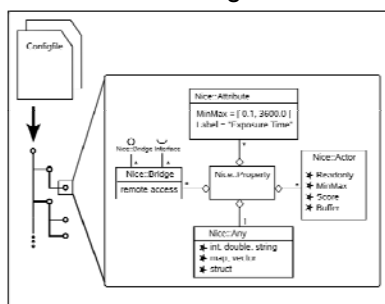 Configfile
Nice::Attribute
MinMax = [ 0.1, 3600.0 ]
Label = "Exposure Time"
Nice::Bridge Interface
Nice::Bridge
remote access
Nice::Property
Nice::Actor
Readonly
MinMax
Score
Buffer
Nice::Any
int, double, string
map, vector
struct